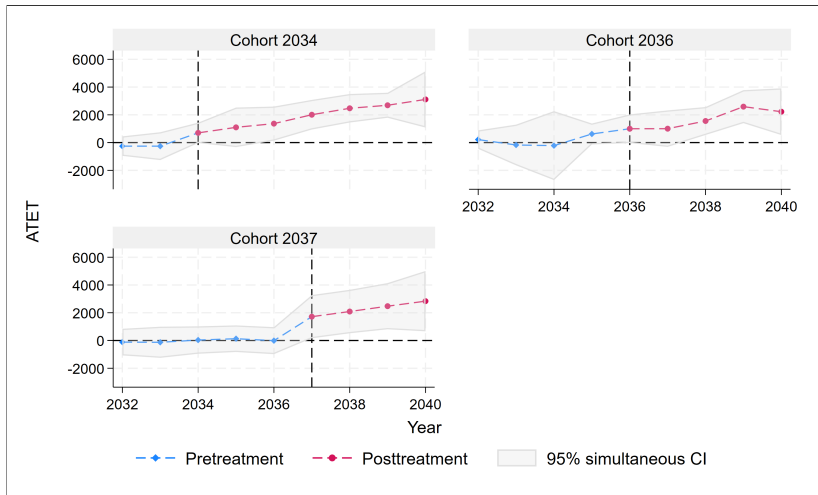 Cohort 2034
Cohort 2036
6000
4000
2000
0
-2000
2032 2034 2036 2038 2040
ATET
Cohort 2037
6000
4000
2000
0
-2000
2032 2034 2036 2038 2040
Year
Pretreatment Posttreatment 95% simultaneous CI